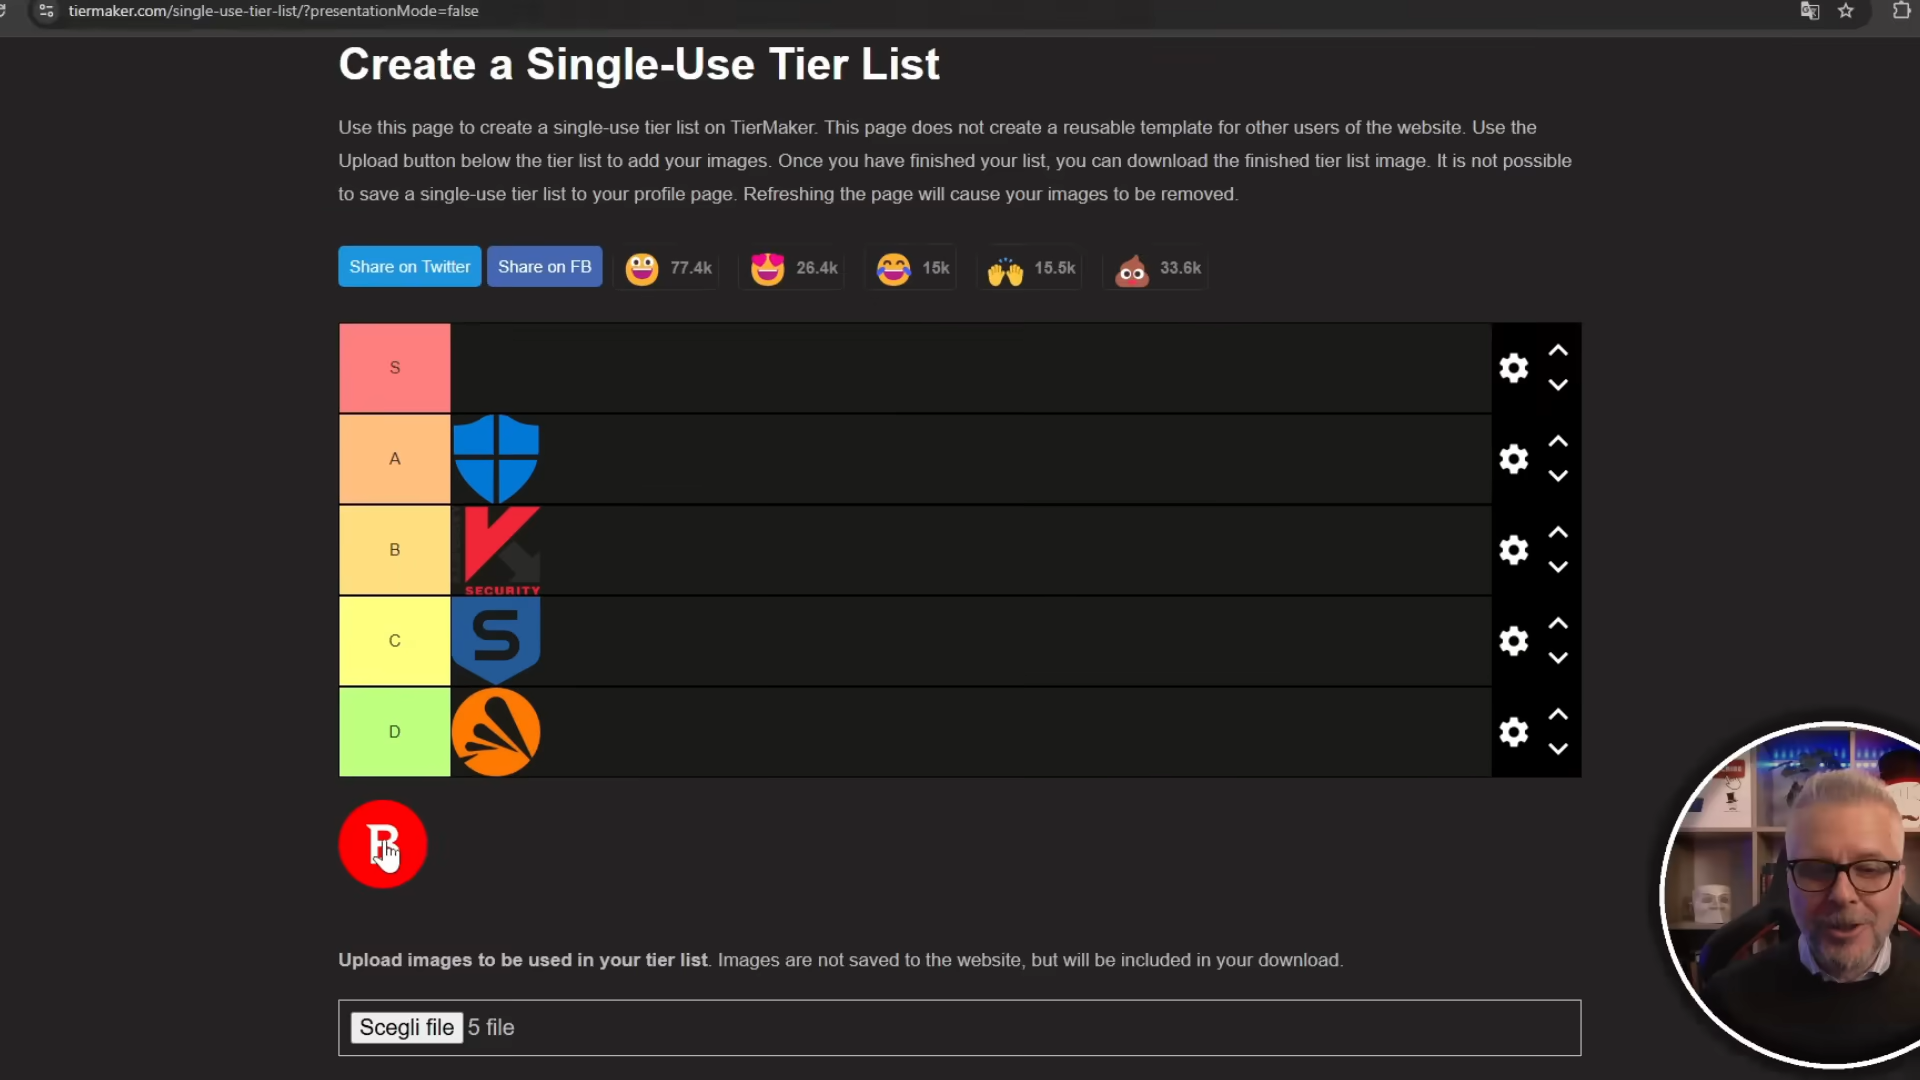 tiermaker.com/single-use-tier-list/?presentationMode=false
Create a Single-Use Tier List
Use this page to create a single-use tier list on TierMaker. This page does not create a reusable template for other users of the website. Use the
Upload button below the tier list to add your images. Once you have finished your list, you can download the finished tier list image. It is not possible
to save a single-use tier list to your profile page. Refreshing the page will cause your images to be removed.
Share on Twitter Share on FB 77.4k 26.4k 15k 15.5k 33.6k
S
A
B
SECURITY
C
S
D
B
Upload images to be used in your tier list. Images are not saved to the website, but will be included in your download.
Scegli file 5 file